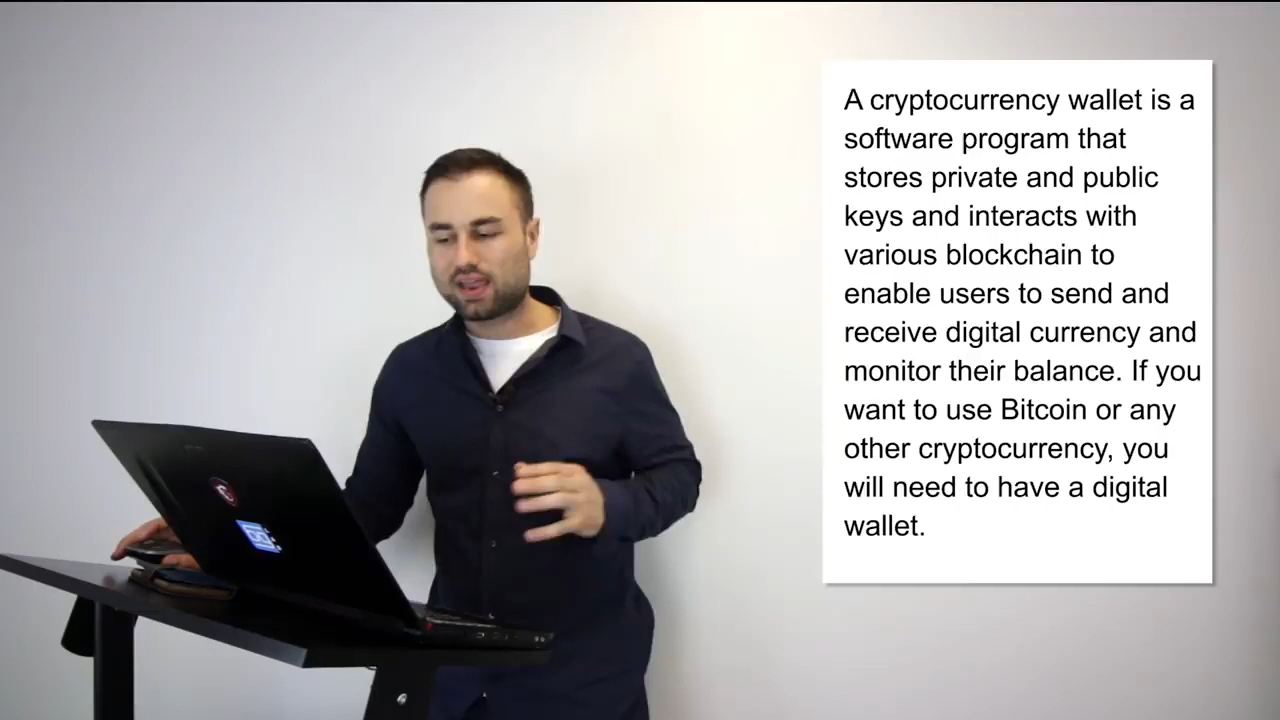 A cryptocurrency wallet is a
software program that
stores private and public
keys and interacts with
various blockchain to
enable users to send and
receive digital currency and
monitor their balance. If you
want to use Bitcoin or any
other cryptocurrency, you
will need to have a digital
wallet.